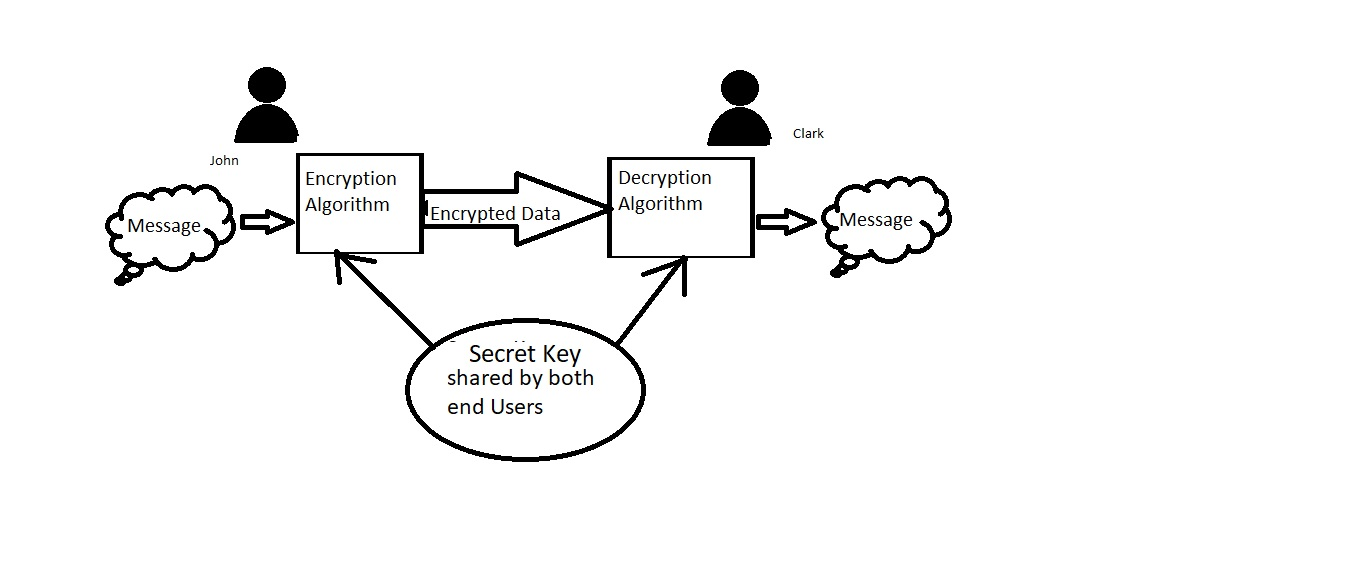 John
Clark
Message
Encryption
Algorithm
Encrypted Data
Decryption
Algorithm
Message
Secret Key
shared by both
end Users